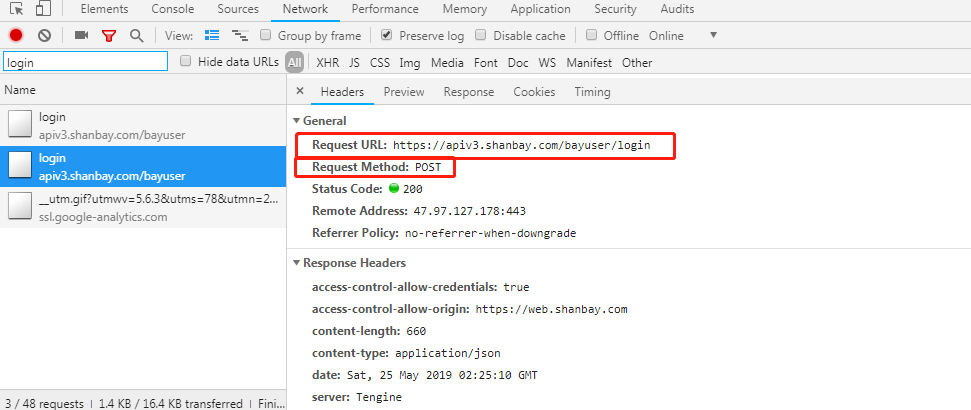 Elements Console Sources Network Performance Memory Application Security Audits
View: Group by frame Preserve log Disable cache Offline Online
login Hide data URLs All XHR JS CSS Img Media Font Doc WS Manifest Other
Name
login
apiv3.shanbay.com/bayuser
login
apiv3.shanbay.com/bayuser
__utm.gif?utmwv=5.6.3&utms=78&utmn=2...
ssl.google-analytics.com
3 / 48 requests | 1.4 KB / 16.4 KB transferred | Fini...
× Headers Preview Response Cookies Timing
General
Request URL: https://apiv3.shanbay.com/bayuser/login
Request Method: POST
Status Code: 200
Remote Address: 47.97.127.178:443
Referrer Policy: no-referrer-when-downgrade
Response Headers
access-control-allow-credentials: true
access-control-allow-origin: https://web.shanbay.com
content-length: 660
content-type: application/json
date: Sat, 25 May 2019 02:25:10 GMT
server: Tengine